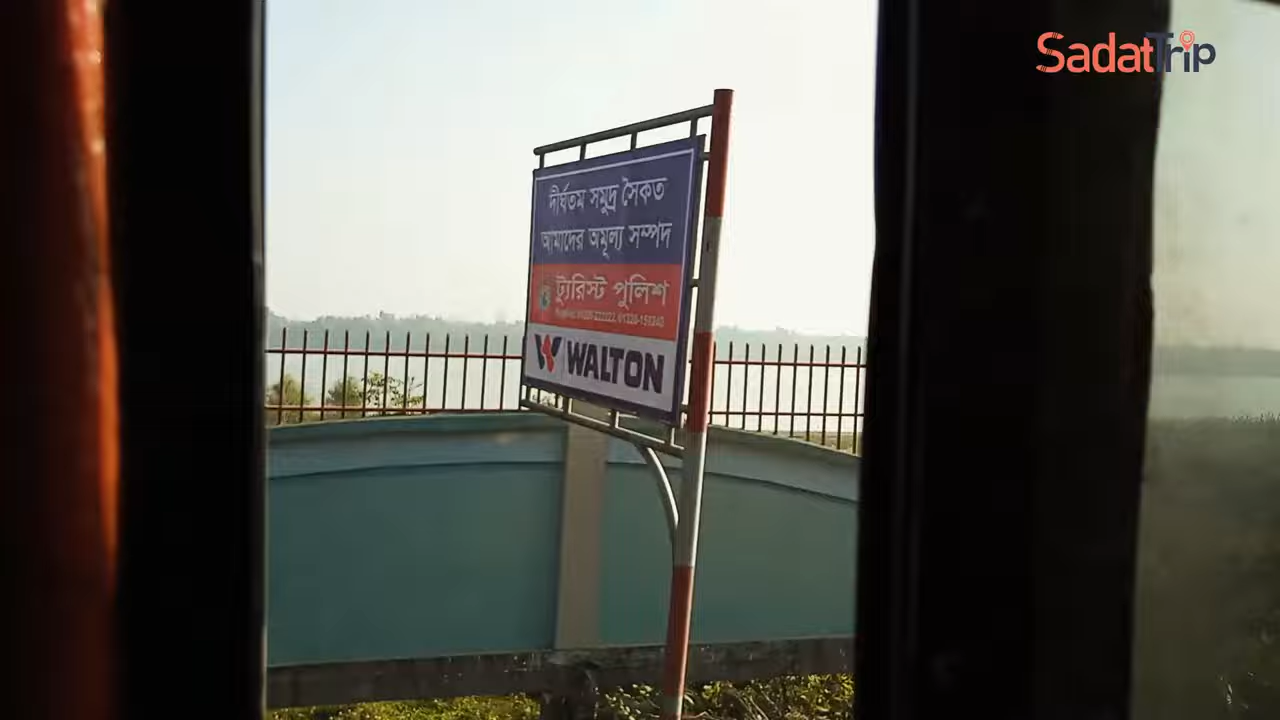 SadatTrip
দীর্ঘতম সমুদ্র সৈকত
আমাদের অমূল্য সম্পদ
ট্যুরিস্ট পুলিশ
WALTON